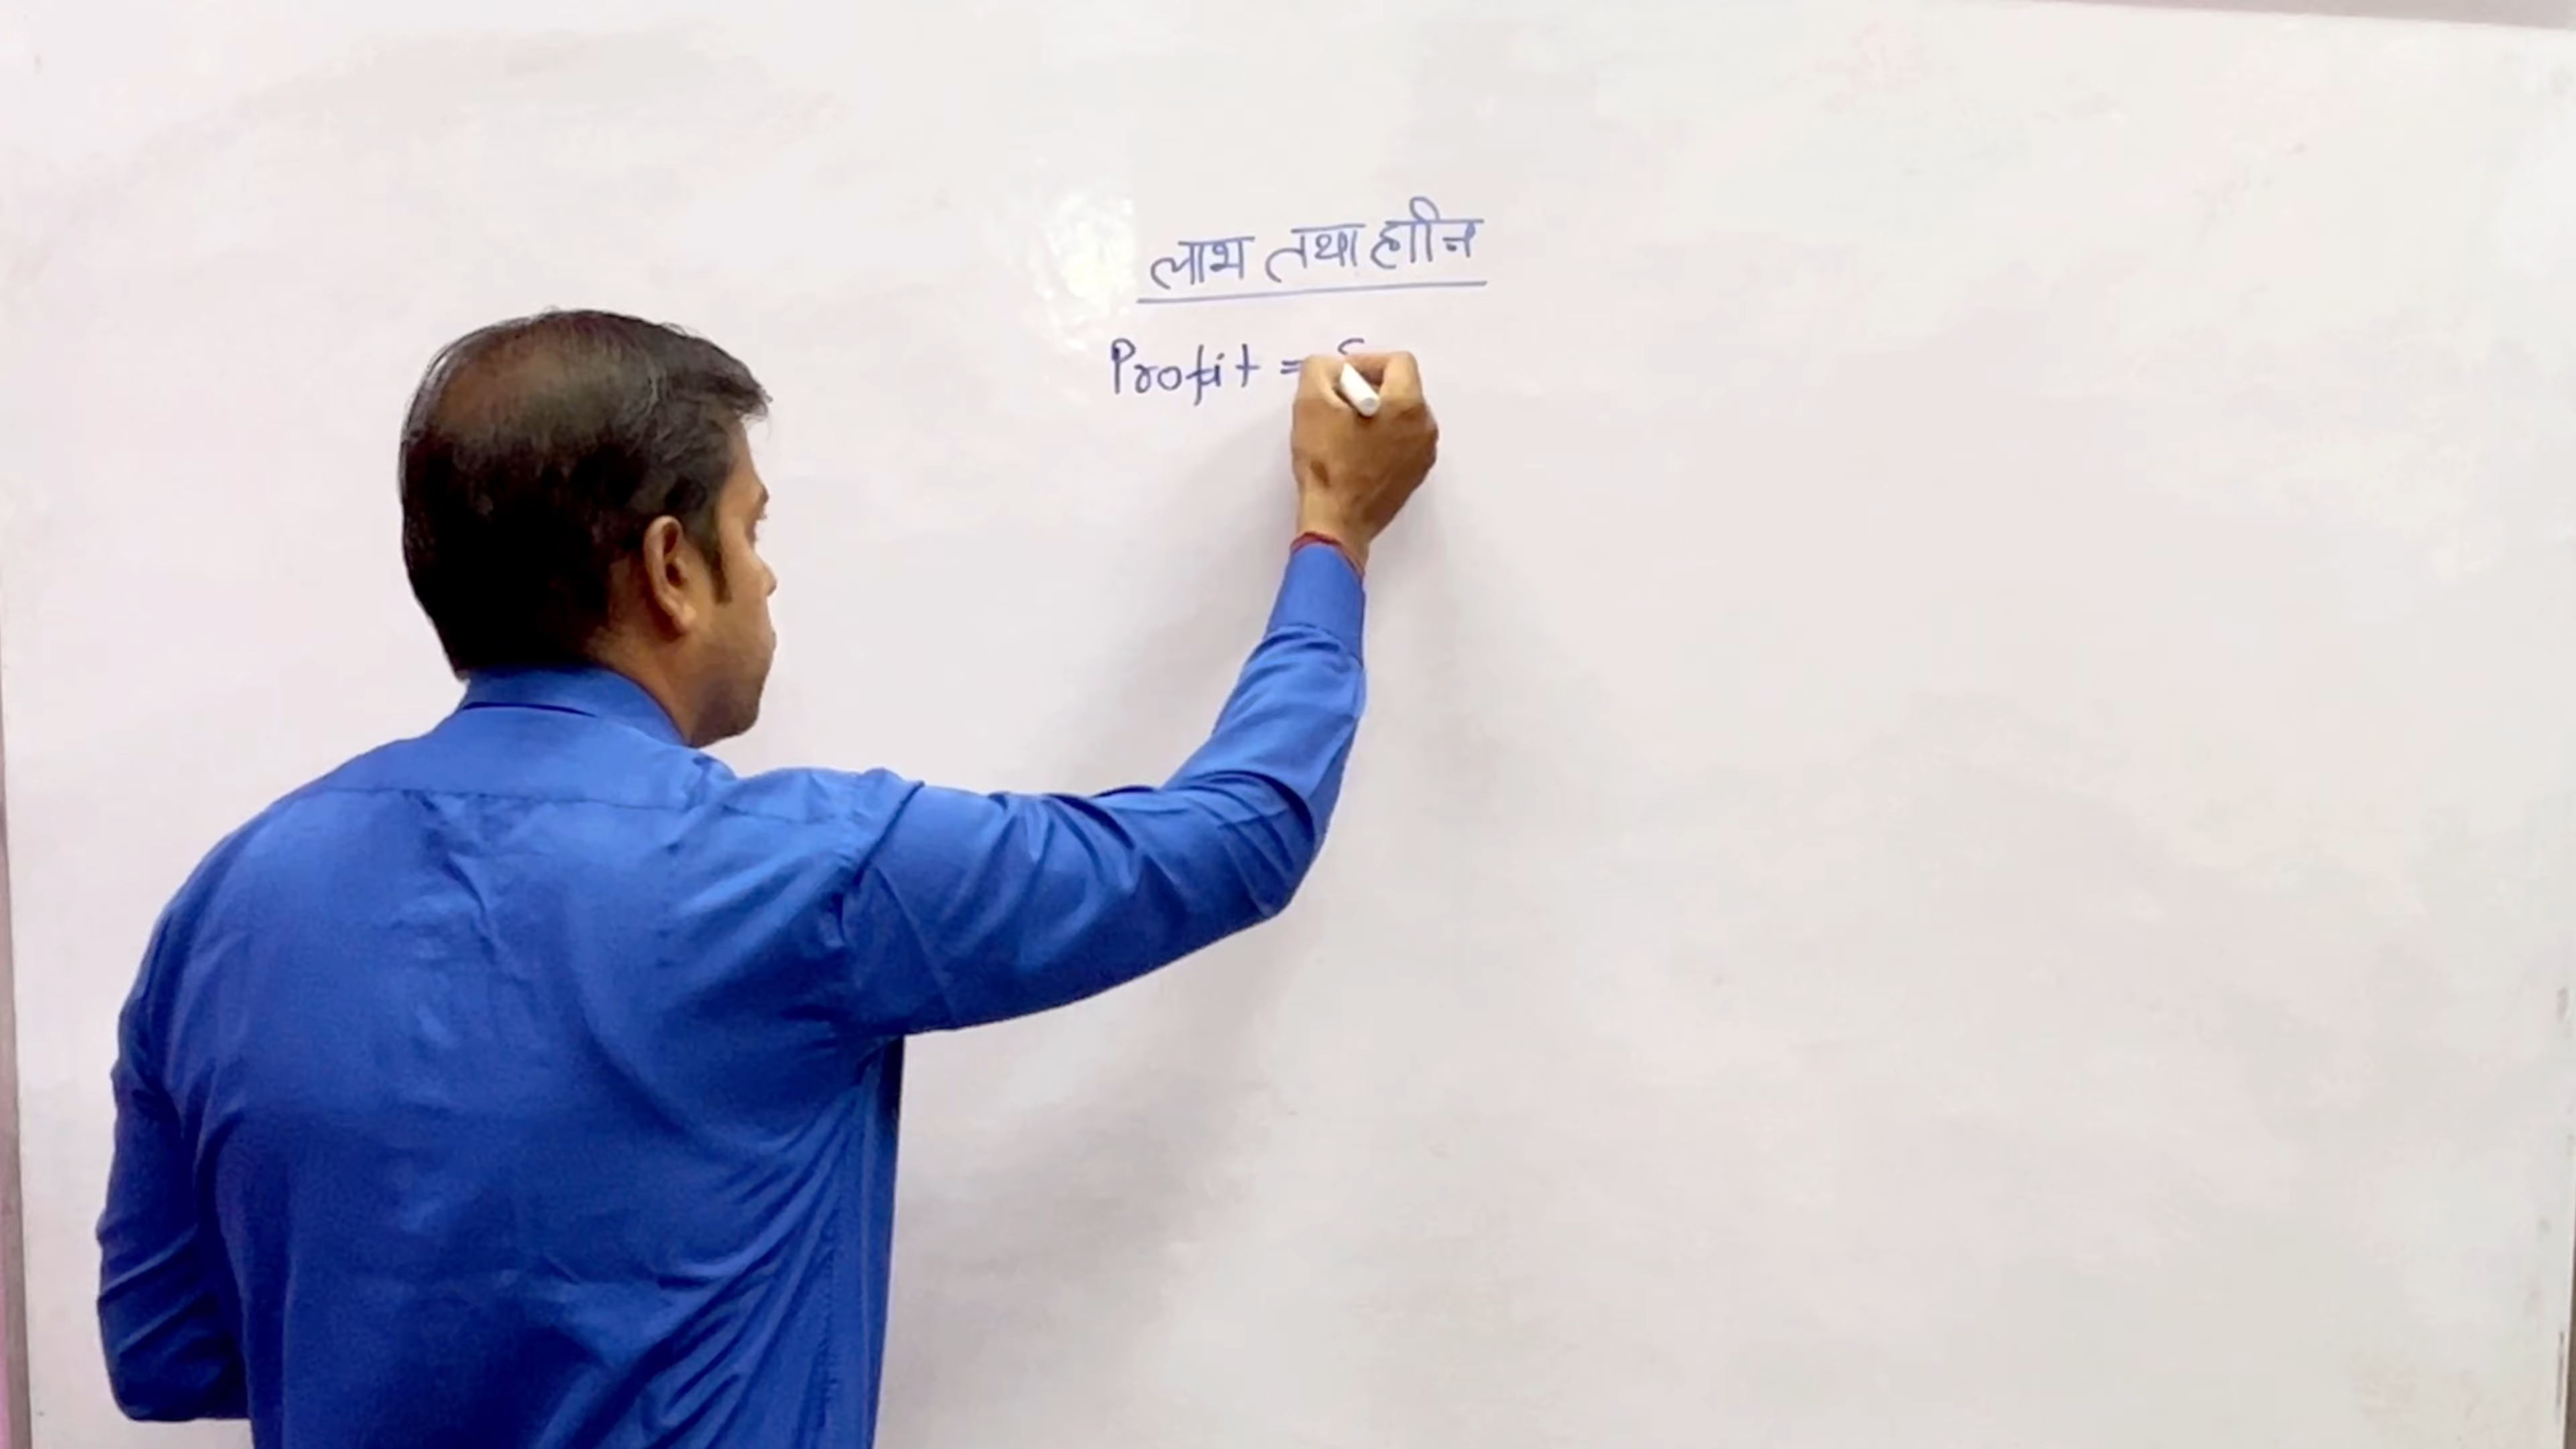 लाभ तथा हानि
Profit = S